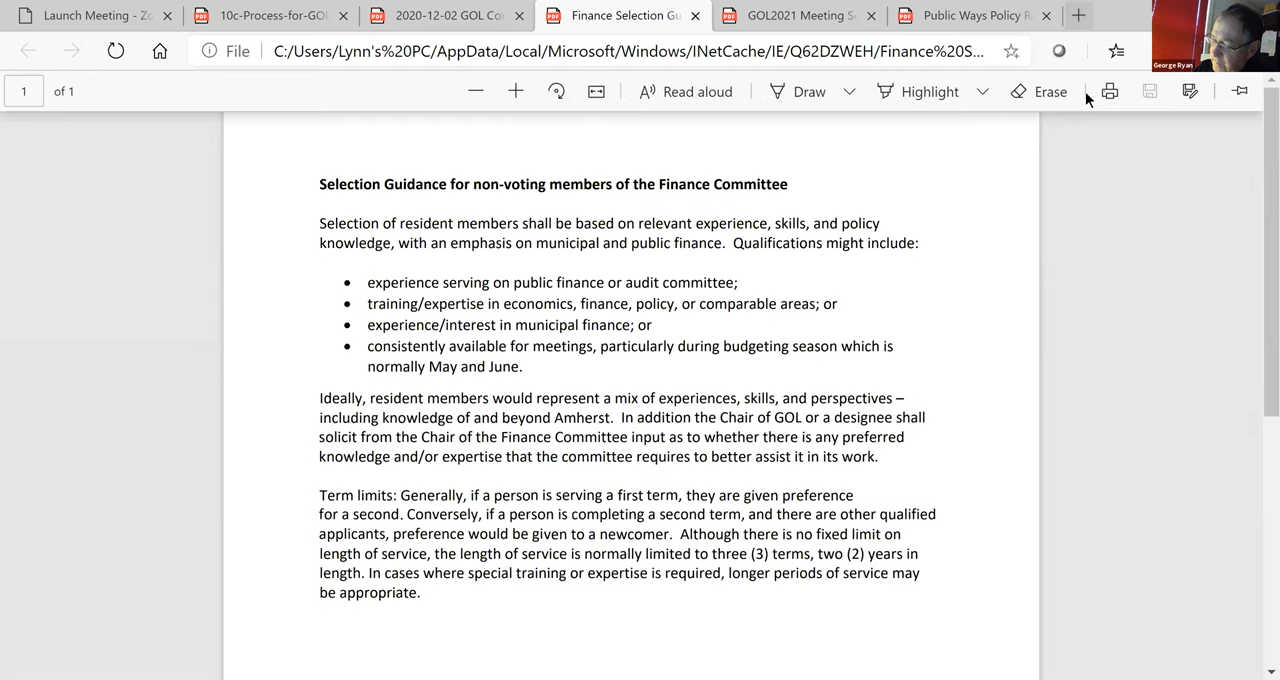 Launch Meeting - Zo
10c-Process-for-GOL
2020-12-02 GOL Co
Finance Selection Gu
GOL2021 Meeting S
Public Ways Policy R
File
C:/Users/Lynn's%20PC/AppData/Local/Microsoft/Windows/INetCache/IE/Q62DZWEH/Finance%20S...
George Ryan
1 of 1
Read aloud
Draw
Highlight
Erase
Selection Guidance for non-voting members of the Finance Committee
Selection of resident members shall be based on relevant experience, skills, and policy
knowledge, with an emphasis on municipal and public finance. Qualifications might include:
• experience serving on public finance or audit committee;
• training/expertise in economics, finance, policy, or comparable areas; or
• experience/interest in municipal finance; or
• consistently available for meetings, particularly during budgeting season which is
normally May and June.
Ideally, resident members would represent a mix of experiences, skills, and perspectives –
including knowledge of and beyond Amherst. In addition the Chair of GOL or a designee shall
solicit from the Chair of the Finance Committee input as to whether there is any preferred
knowledge and/or expertise that the committee requires to better assist it in its work.
Term limits: Generally, if a person is serving a first term, they are given preference
for a second. Conversely, if a person is completing a second term, and there are other qualified
applicants, preference would be given to a newcomer. Although there is no fixed limit on
length of service, the length of service is normally limited to three (3) terms, two (2) years in
length. In cases where special training or expertise is required, longer periods of service may
be appropriate.